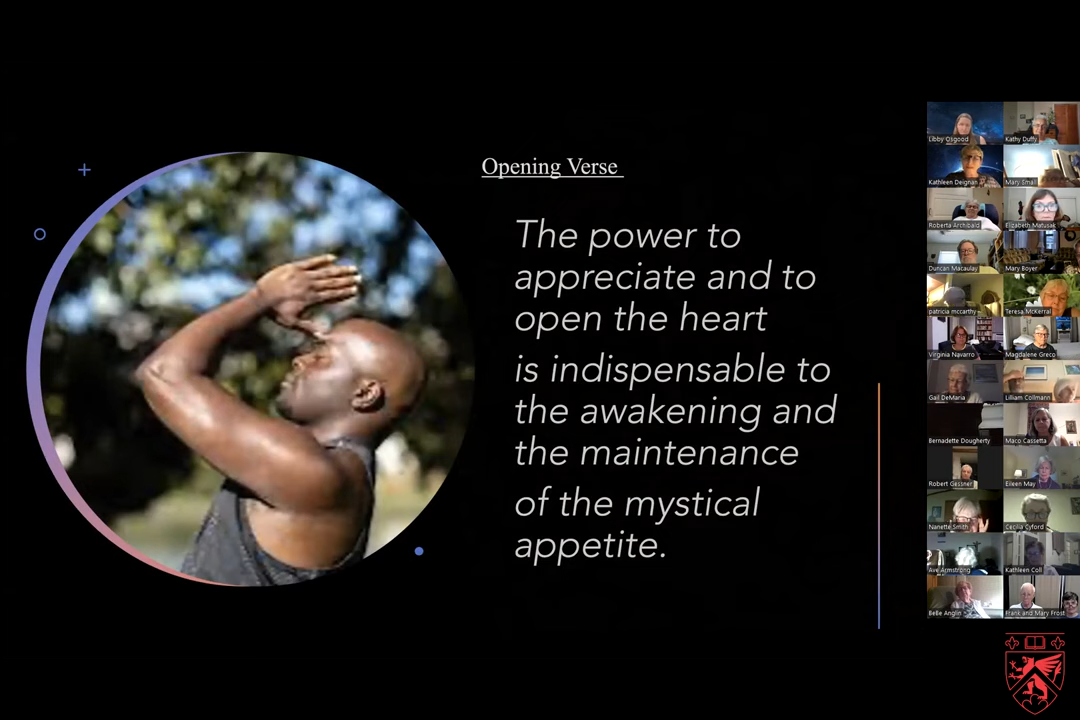 Opening Verse
The power to
appreciate and to
open the heart
is indispensable to
the awakening and
the maintenance
of the mystical
appetite.
Libby Osgood
Kathy Duffy
Kathleen Deignan
Mary Small
Roberta Archibald
Elizabeth Matusiak
Duncan Macaulay
Mary Boyer
patricia mccarthy
Teresa McKerral
Virginia Navarro
Magdalene Greco
Gail DeMaria
Lilliam Collmann
Bernadette Dougherty
Maco Cassetta
Robert Gessner
Eileen May
Nanette Smith
Cecilia Cyford
Ave Armstrong
Kathleen Coll
Belle Anglin
Frank and Mary Frost